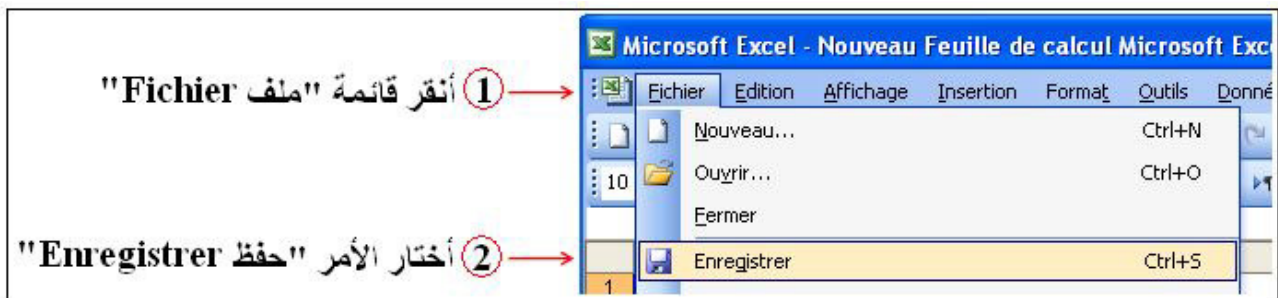 Microsoft Excel - Nouveau Feuille de calcul Microsoft Exc
① أنقر قائمة "ملف Fichier"
Fichier Edition Affichage Insertion Format Outils Donné
Nouveau... Ctrl+N
10 Ouvrir... Ctrl+O
Fermer
② أختار الأمر "حفظ Enregistrer"
Enregistrer Ctrl+S
1